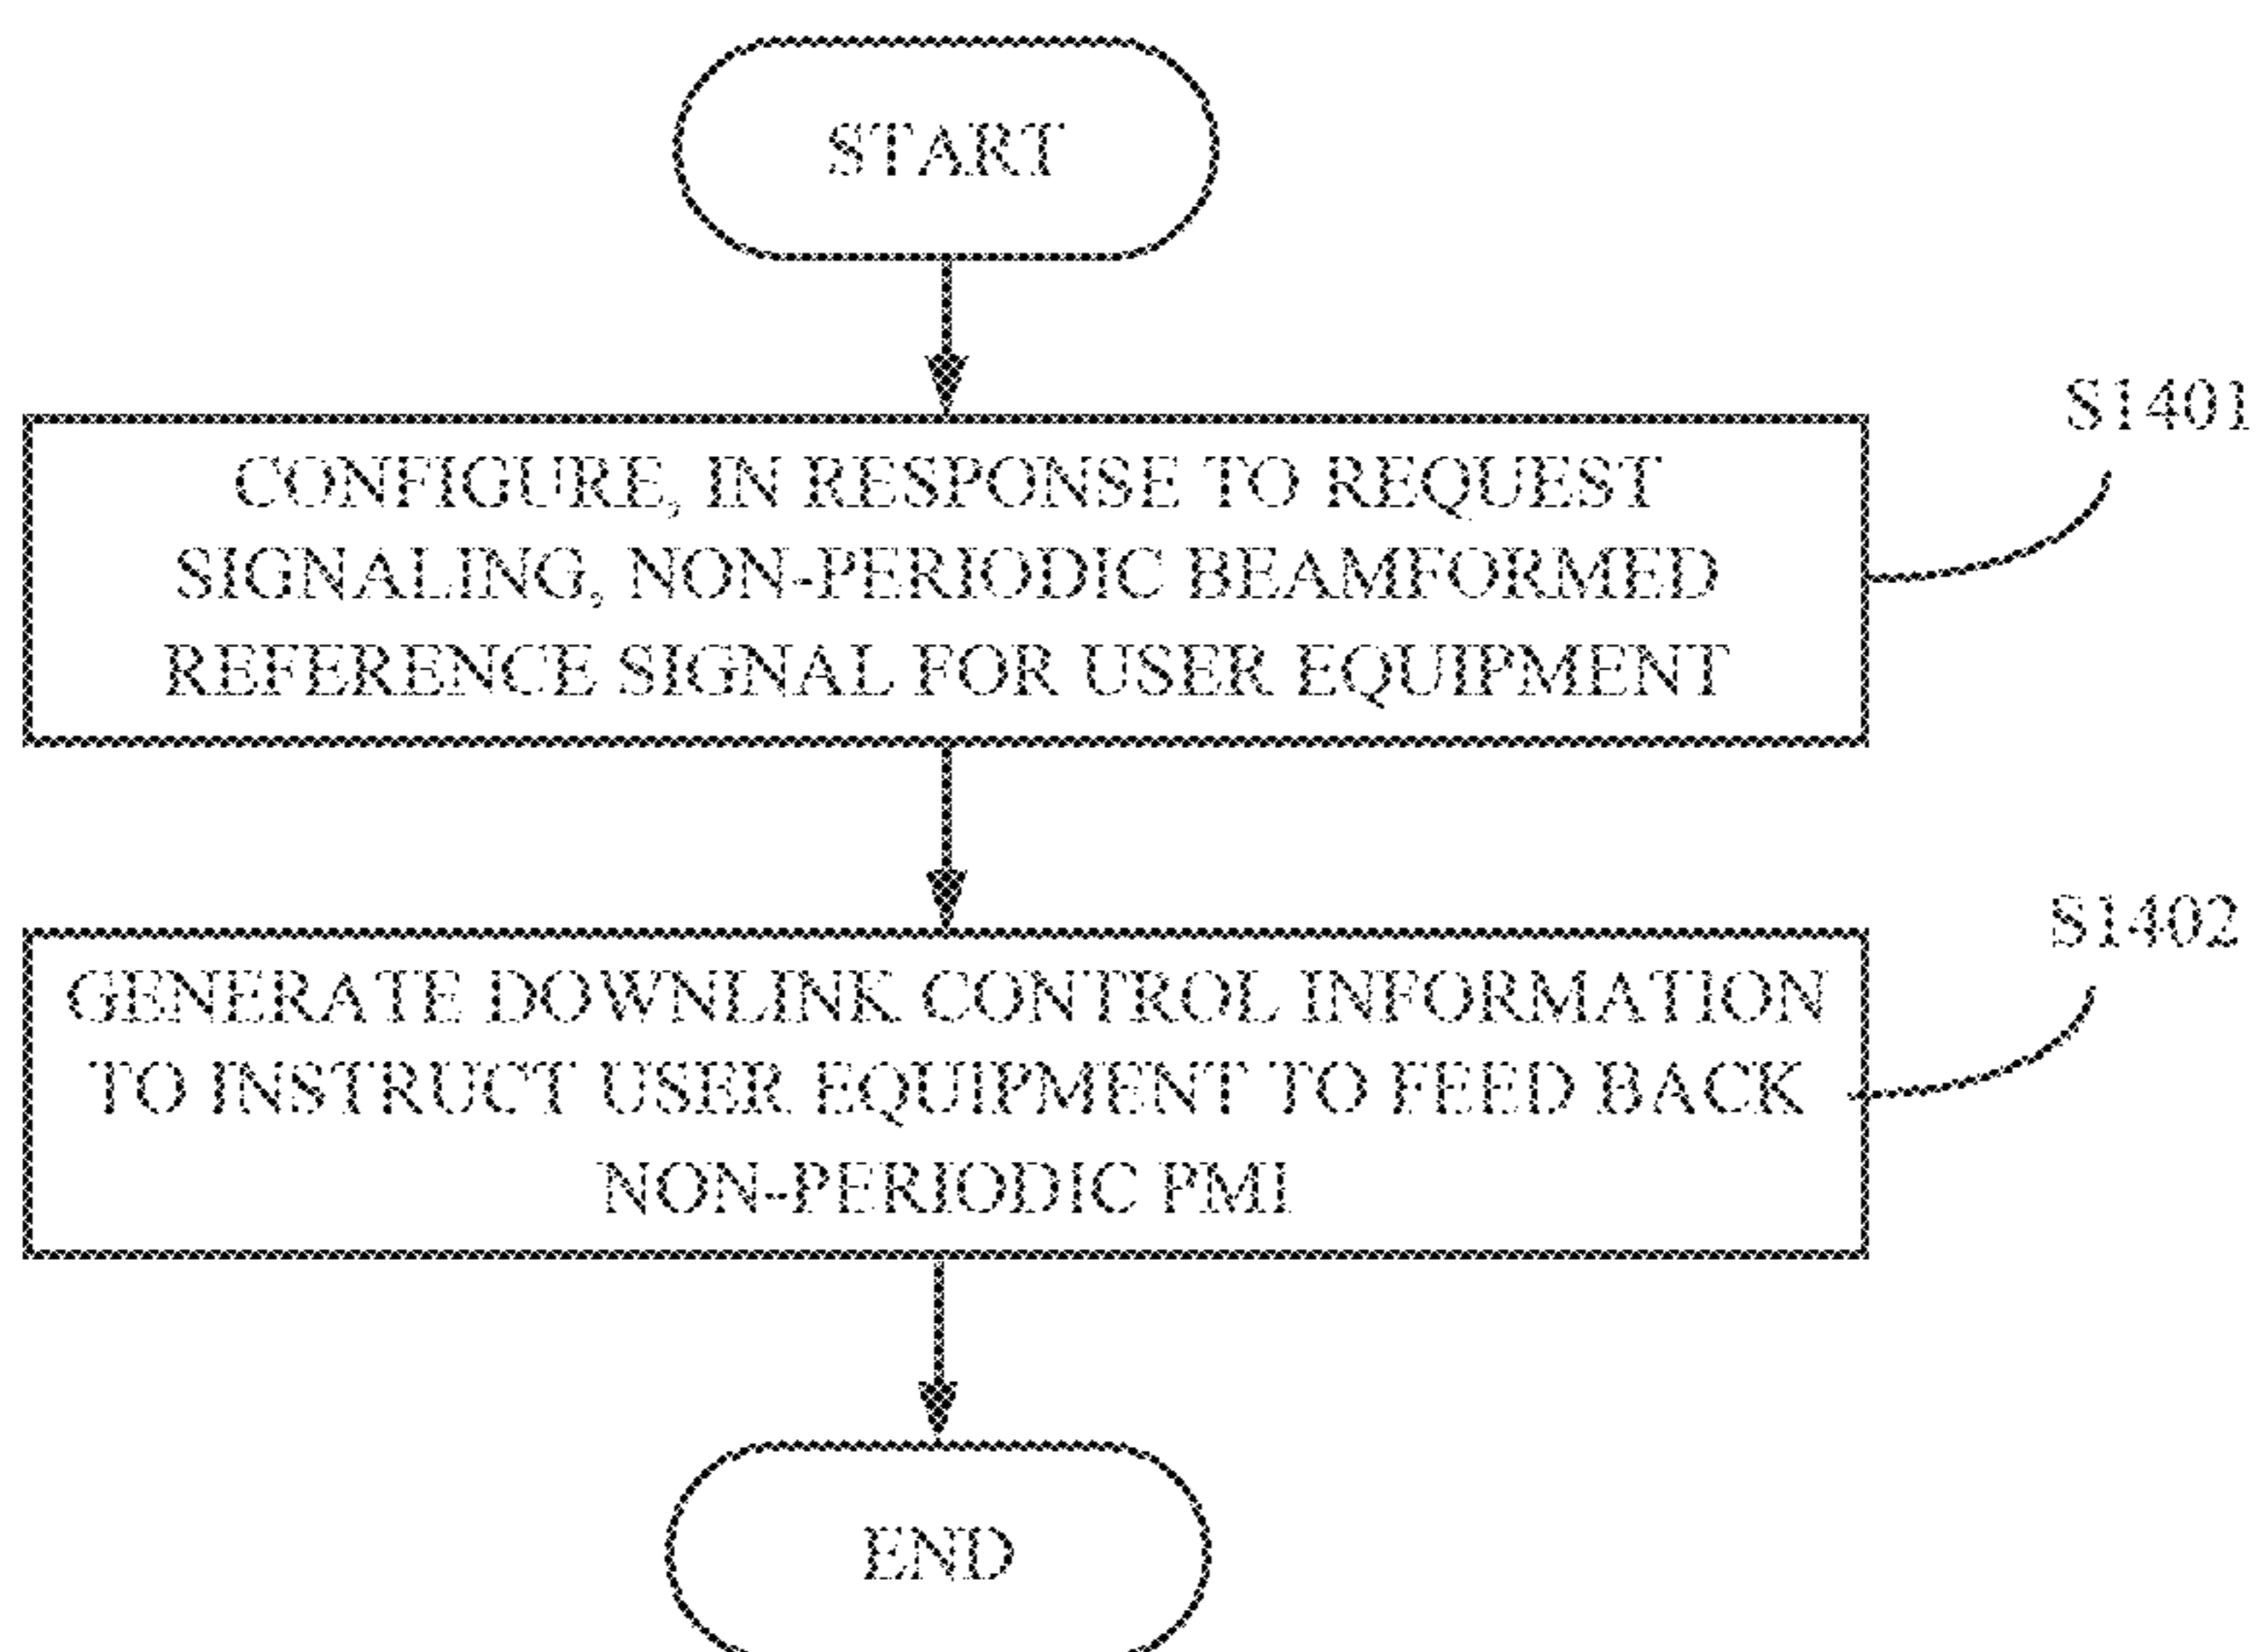 START
S1401
CONFIGURE, IN RESPONSE TO REQUEST
SIGNALING, NON-PERIODIC BEAMFORMED
REFERENCE SIGNAL FOR USER EQUIPMENT
S1402
GENERATE DOWNLINK CONTROL INFORMATION
TO INSTRUCT USER EQUIPMENT TO FEED BACK
NON-PERIODIC PMI
END